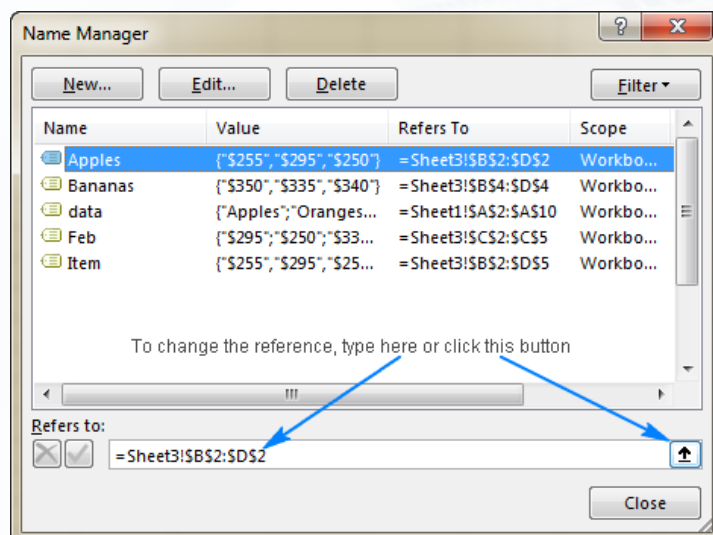 Name Manager
New... Edit... Delete Filter
Name Value Refers To Scope
Apples {"$255","$295","$250"} =Sheet3!$B$2:$D$2 Workbo...
Bananas {"$350","$335","$340"} =Sheet3!$B$4:$D$4 Workbo...
data {"Apples";"Oranges... =Sheet1!$A$2:$A$10 Workbo...
Feb {"$295";"$250";"$33... =Sheet3!$C$2:$C$5 Workbo...
Item {"$255","$295","$25... =Sheet3!$B$2:$D$5 Workbo...
To change the reference, type here or click this button
Refers to:
=Sheet3!$B$2:$D$2
Close